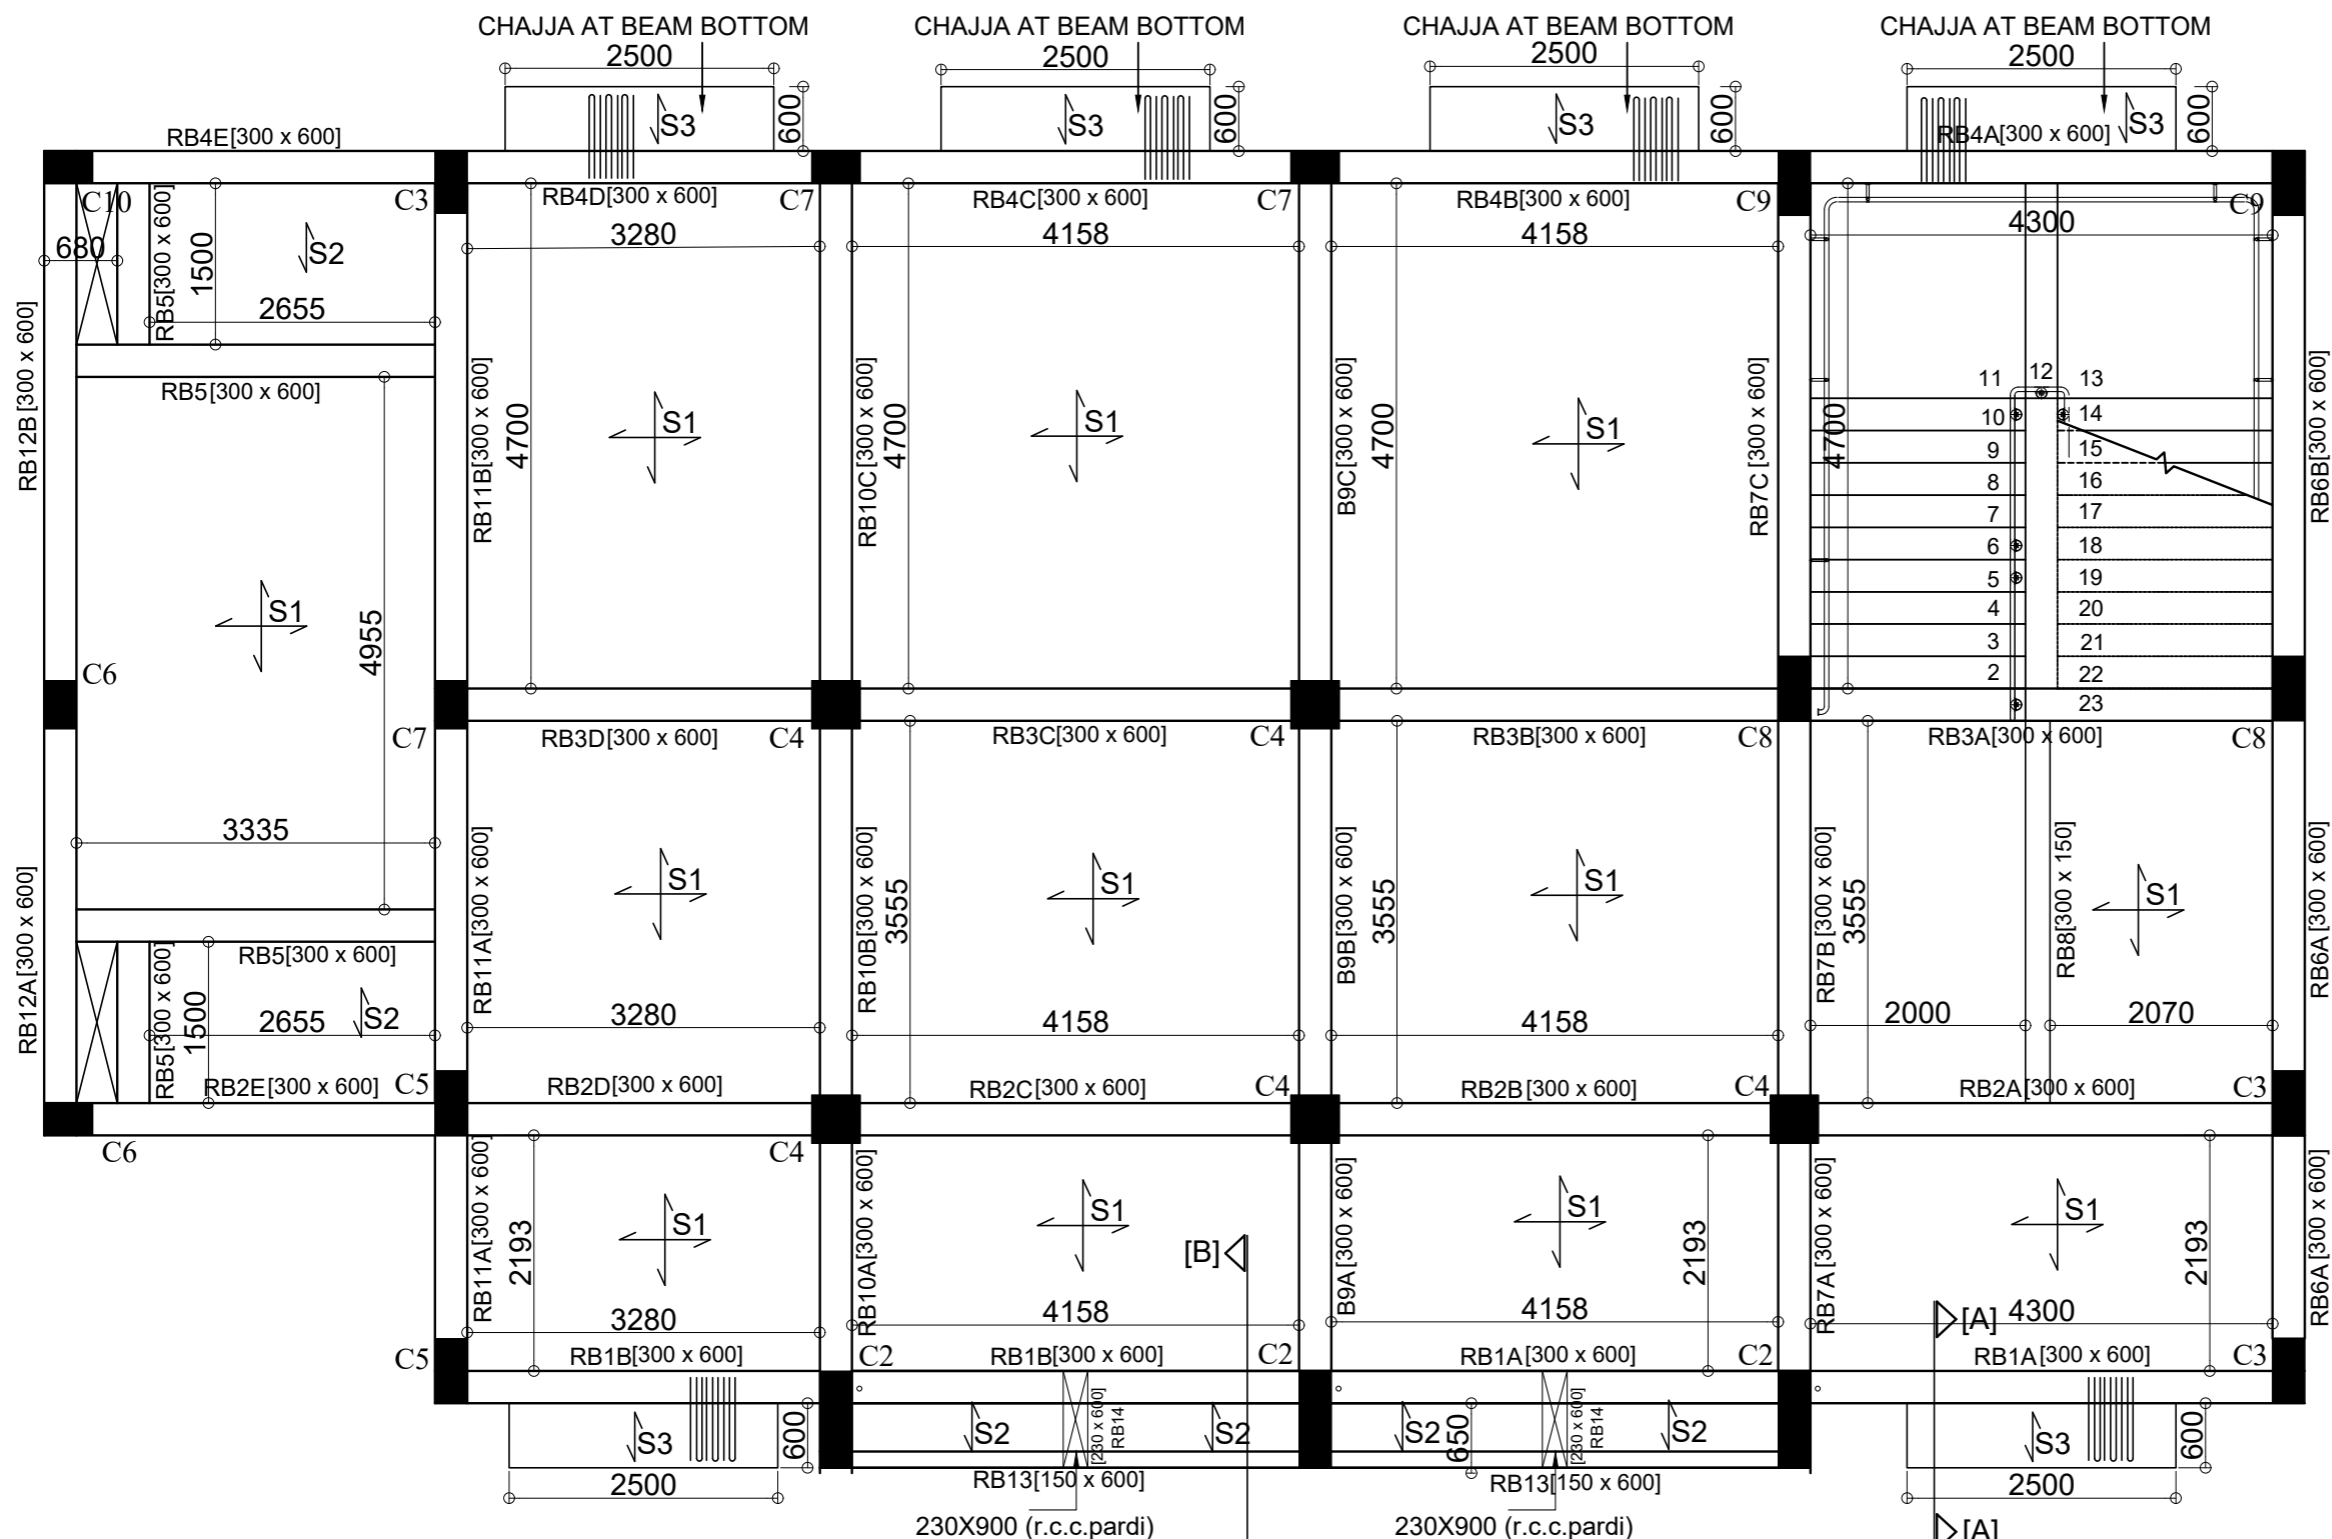 CHAJJA AT BEAM BOTTOM CHAJJA AT BEAM BOTTOM CHAJJA AT BEAM BOTTOM CHAJJA AT BEAM BOTTOM
2500 2500 2500 2500
S3 600 S3 600 S3 600 S3 600
RB4E[300 x 600] RB4A[300 x 600]
C10 C3 RB4D[300 x 600] C7 RB4C[300 x 600] C7 RB4B[300 x 600] C9 C9
680 RB5[300 x 600] 1500 S2 3280 4158 4158 4300
2655
RB12B[300 x 600] RB5[300 x 600]
RB11B[300 x 600] 4700 S1 RB10C[300 x 600] 4700 S1 B9C[300 x 600] 4700 S1 RB7C[300 x 600] 4700 RB6B[300 x 600]
11 12 13
10 14
9 15
8 16
7 17
6 18
5 19
4 20
3 21
2 22
23
S1 4955
C6
C7 RB3D[300 x 600] C4 RB3C[300 x 600] C4 RB3B[300 x 600] C8 RB3A[300 x 600] C8
3335
RB12A[300 x 600] RB11A[300 x 600] S1 RB10B[300 x 600] 3555 S1 B9B[300 x 600] 3555 S1 RB7B[300 x 600] 3555 RB8[300 x 150] S1 RB6A[300 x 600]
RB5[300 x 600]
RB5[300 x 600] 1500 2655 S2 3280 4158 4158 2000 2070
RB2E[300 x 600] C5 RB2D[300 x 600] RB2C[300 x 600] C4 RB2B[300 x 600] C4 RB2A[300 x 600] C3
C6 C4
RB11A[300 x 600] 2193 S1 RB10A[300 x 600] S1 [B] B9A[300 x 600] S1 2193 RB7A[300 x 600] S1 2193 RB6A[300 x 600]
3280 4158 4158 [A] 4300
C5 RB1B[300 x 600] C2 RB1B[300 x 600] C2 RB1A[300 x 600] C2 RB1A[300 x 600] C3
S3 600 S2 [230 x 600] RB14 S2 S2 650 [230 x 600] RB14 S2 S3 600
2500 RB13[150 x 600] RB13[150 x 600] 2500
230X900 (r.c.c.pardi) 230X900 (r.c.c.pardi) [A]